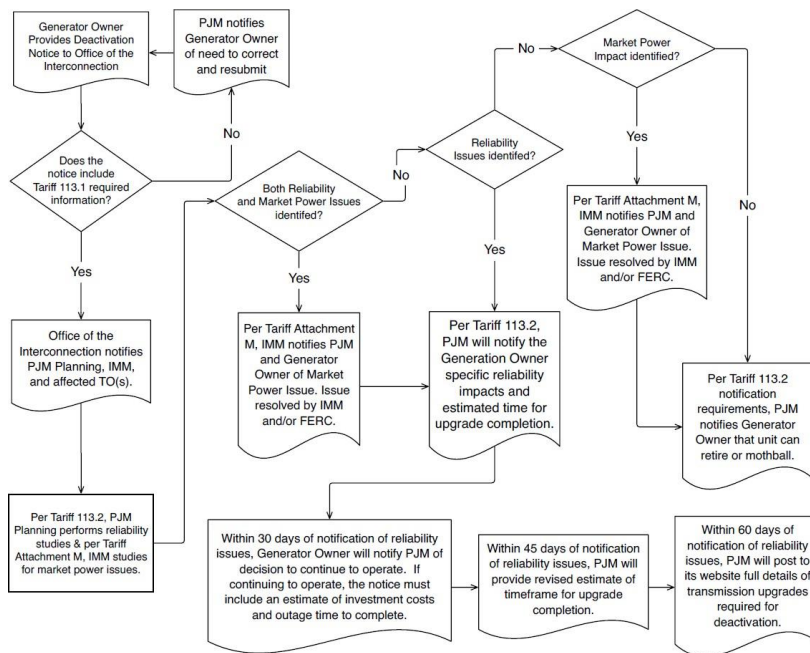 Generator Owner
Provides Deactivation
Notice to Office of the
Interconnection
PJM notifies
Generator Owner
of need to correct
and resubmit
No
Does the
notice include
Tariff 113.1 required
information?
Yes
Office of the
Interconnection notifies
PJM Planning, IMM,
and affected TO(s).
Per Tariff 113.2, PJM
Planning performs reliability
studies & per Tariff
Attachment M, IMM studies
for market power issues.
Both Reliability
and Market Power Issues
identifed?
No
Yes
Per Tariff Attachment
M, IMM notifies PJM
and Generator
Owner of Market
Power Issue. Issue
resolved by IMM
and/or FERC.
Reliability
Issues identifed?
No
Yes
Per Tariff 113.2,
PJM will notify the
Generation Owner
specific reliability
impacts and
estimated time for
upgrade completion.
Market Power
Impact identified?
Yes
No
Per Tariff Attachment M,
IMM notifies PJM and
Generator Owner of
Market Power Issue.
Issue resolved by IMM
and/or FERC.
Per Tariff 113.2
notification
requirements, PJM
notifies Generator
Owner that unit can
retire or mothball.
Within 30 days of notification of reliability
issues, Generator Owner will notify PJM of
decision to continue to operate. If
continuing to operate, the notice must
include an estimate of investment costs
and outage time to complete.
Within 45 days of notification
of reliability issues, PJM will
provide revised estimate of
timeframe for upgrade
completion.
Within 60 days of
notification of reliability
issues, PJM will post to
its website full details of
transmission upgrades
required for
deactivation.